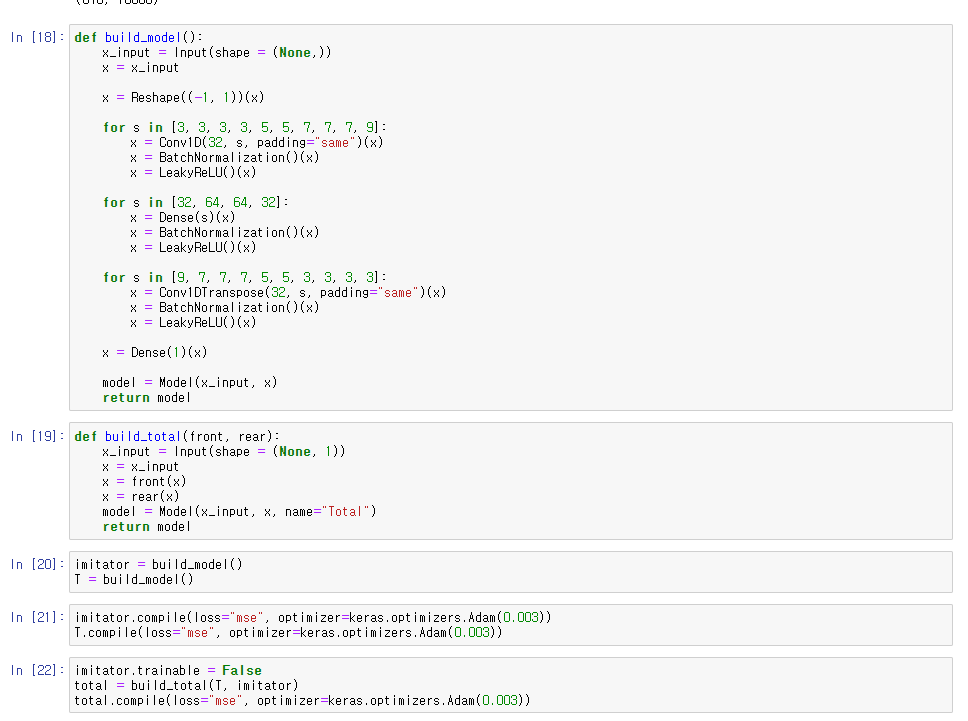 In [18]: def build_model():
    x_input = Input(shape = (None,))
    x = x_input

    x = Reshape((-1, 1))(x)

    for s in [3, 3, 3, 3, 5, 5, 7, 7, 7, 9]:
        x = Conv1D(32, s, padding="same")(x)
        x = BatchNormalization()(x)
        x = LeakyReLU()(x)

    for s in [32, 64, 64, 32]:
        x = Dense(s)(x)
        x = BatchNormalization()(x)
        x = LeakyReLU()(x)

    for s in [9, 7, 7, 7, 5, 5, 3, 3, 3, 3]:
        x = Conv1DTranspose(32, s, padding="same")(x)
        x = BatchNormalization()(x)
        x = LeakyReLU()(x)

    x = Dense(1)(x)

    model = Model(x_input, x)
    return model
In [19]: def build_total(front, rear):
    x_input = Input(shape = (None, 1))
    x = x_input
    x = front(x)
    x = rear(x)
    model = Model(x_input, x, name="Total")
    return model
In [20]: imitator = build_model()
T = build_model()
In [21]: imitator.compile(loss="mse", optimizer=keras.optimizers.Adam(0.003))
T.compile(loss="mse", optimizer=keras.optimizers.Adam(0.003))
In [22]: imitator.trainable = False
total = build_total(T, imitator)
total.compile(loss="mse", optimizer=keras.optimizers.Adam(0.003))